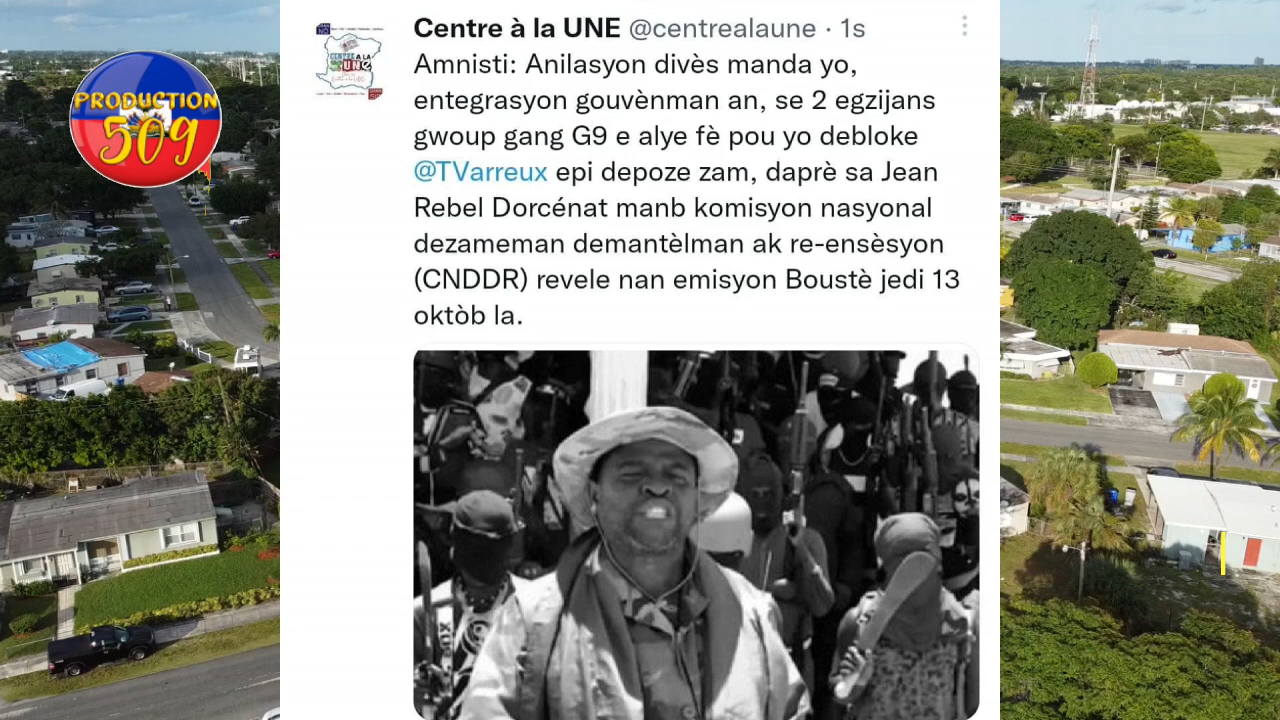 PRODUCTION
509
Centre à la UNE @centrealaune · 1s
Amnisti: Anilasyon divès manda yo,
entegrasyon gouvènman an, se 2 egzijans
gwoup gang G9 e alye fè pou yo debloke
@TVarreux epi depoze zam, daprè sa Jean
Rebel Dorcénat manb komisyon nasyonal
dezameman demantèlman ak re-ensèsyon
(CNDDR) revele nan emisyon Boustè jedi 13
oktòb la.